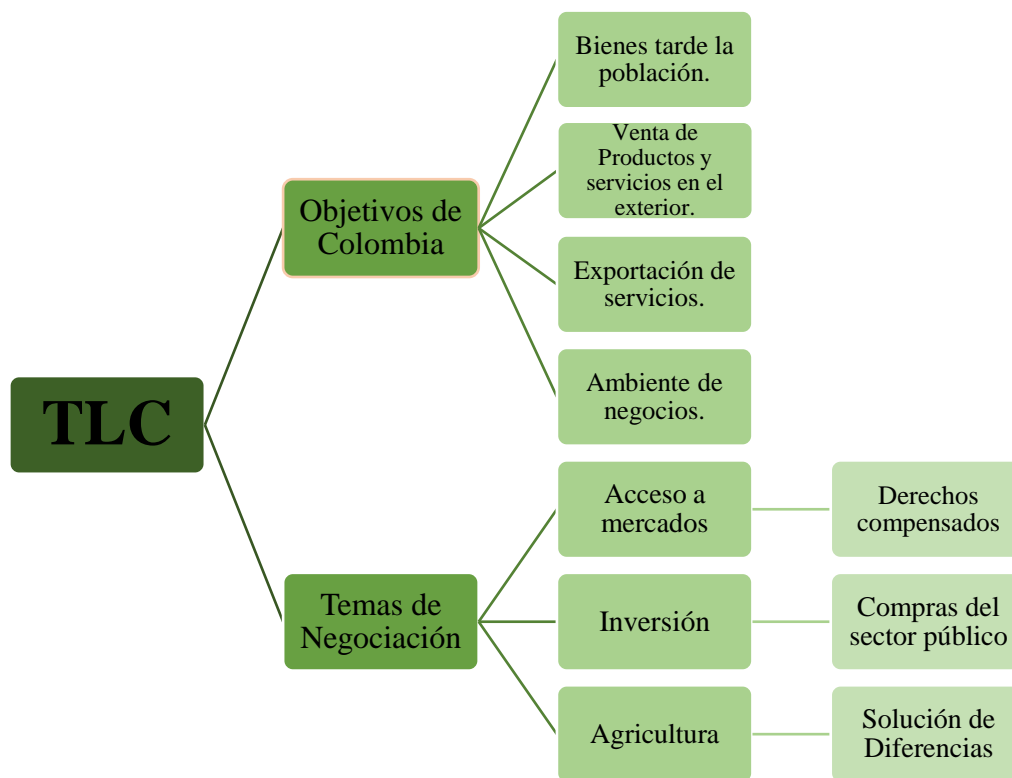 TLC
Objetivos de
Colombia
Bienes tarde la
población.
Venta de
Productos y
servicios en el
exterior.
Exportación de
servicios.
Ambiente de
negocios.
Temas de
Negociación
Acceso a
mercados
Derechos
compensados
Inversión
Compras del
sector público
Agricultura
Solución de
Diferencias